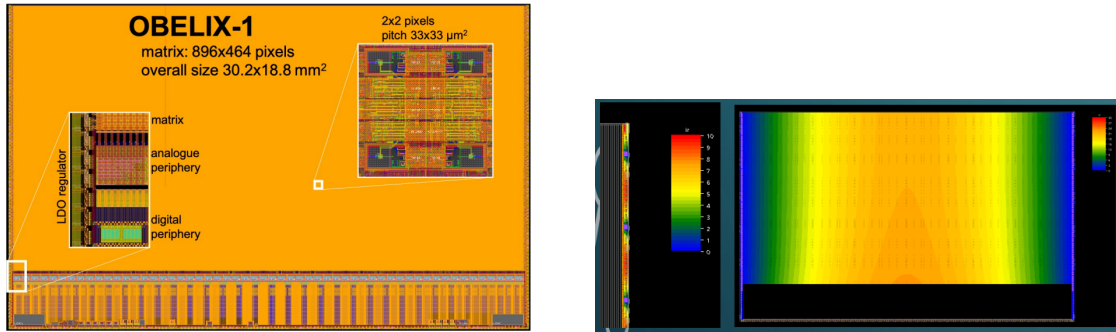 OBELIX-1
matrix: 896x464 pixels
overall size 30.2x18.8 mm²
2x2 pixels
pitch 33x33 µm²
matrix
analogue
periphery
LDO regulator
digital
periphery
10
9
8
7
6
5
4
3
2
1
0